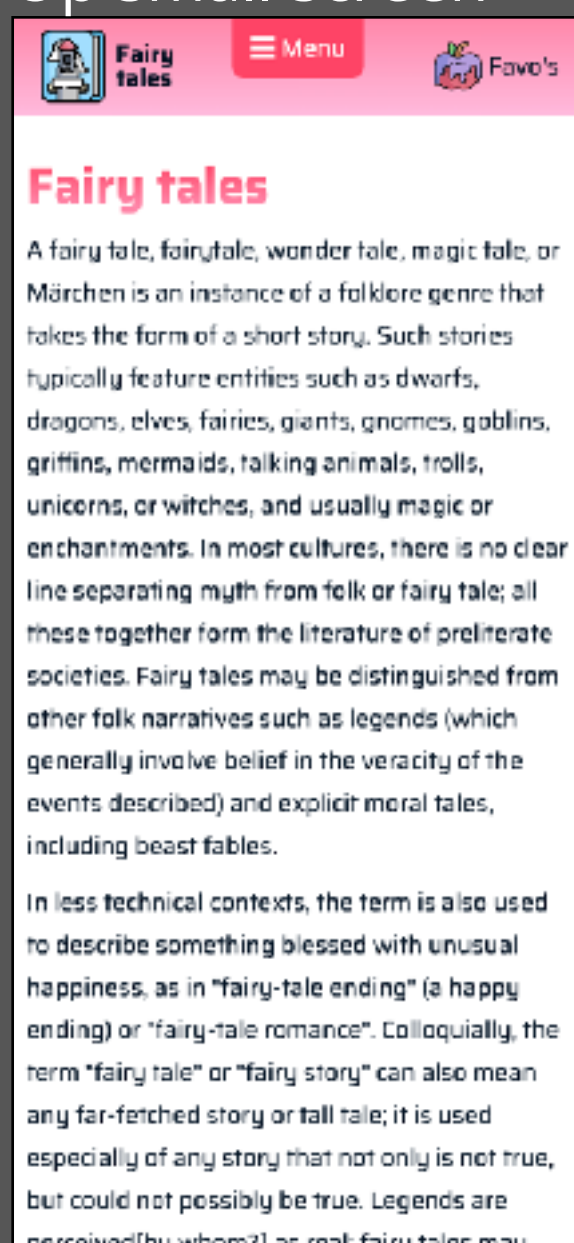 Fairy
tales
Menu
Favo's
Fairy tales
A fairy tale, fairytale, wonder tale, magic tale, or
Märchen is an instance of a folklore genre that
takes the form of a short story. Such stories
typically feature entities such as dwarfs,
dragons, elves, fairies, giants, gnomes, goblins,
griffins, mermaids, talking animals, trolls,
unicorns, or witches, and usually magic or
enchantments. In most cultures, there is no clear
line separating myth from folk or fairy tale; all
these together form the literature of preliterate
societies. Fairy tales may be distinguished from
other folk narratives such as legends (which
generally involve belief in the veracity of the
events described) and explicit moral tales,
including beast fables.
In less technical contexts, the term is also used
to describe something blessed with unusual
happiness, as in "fairy-tale ending" (a happy
ending) or "fairy-tale romance". Colloquially, the
term "fairy tale" or "fairy story" can also mean
any far-fetched story or tall tale; it is used
especially of any story that not only is not true,
but could not possibly be true. Legends are
perceived[by whom?] as real; fairy tales may